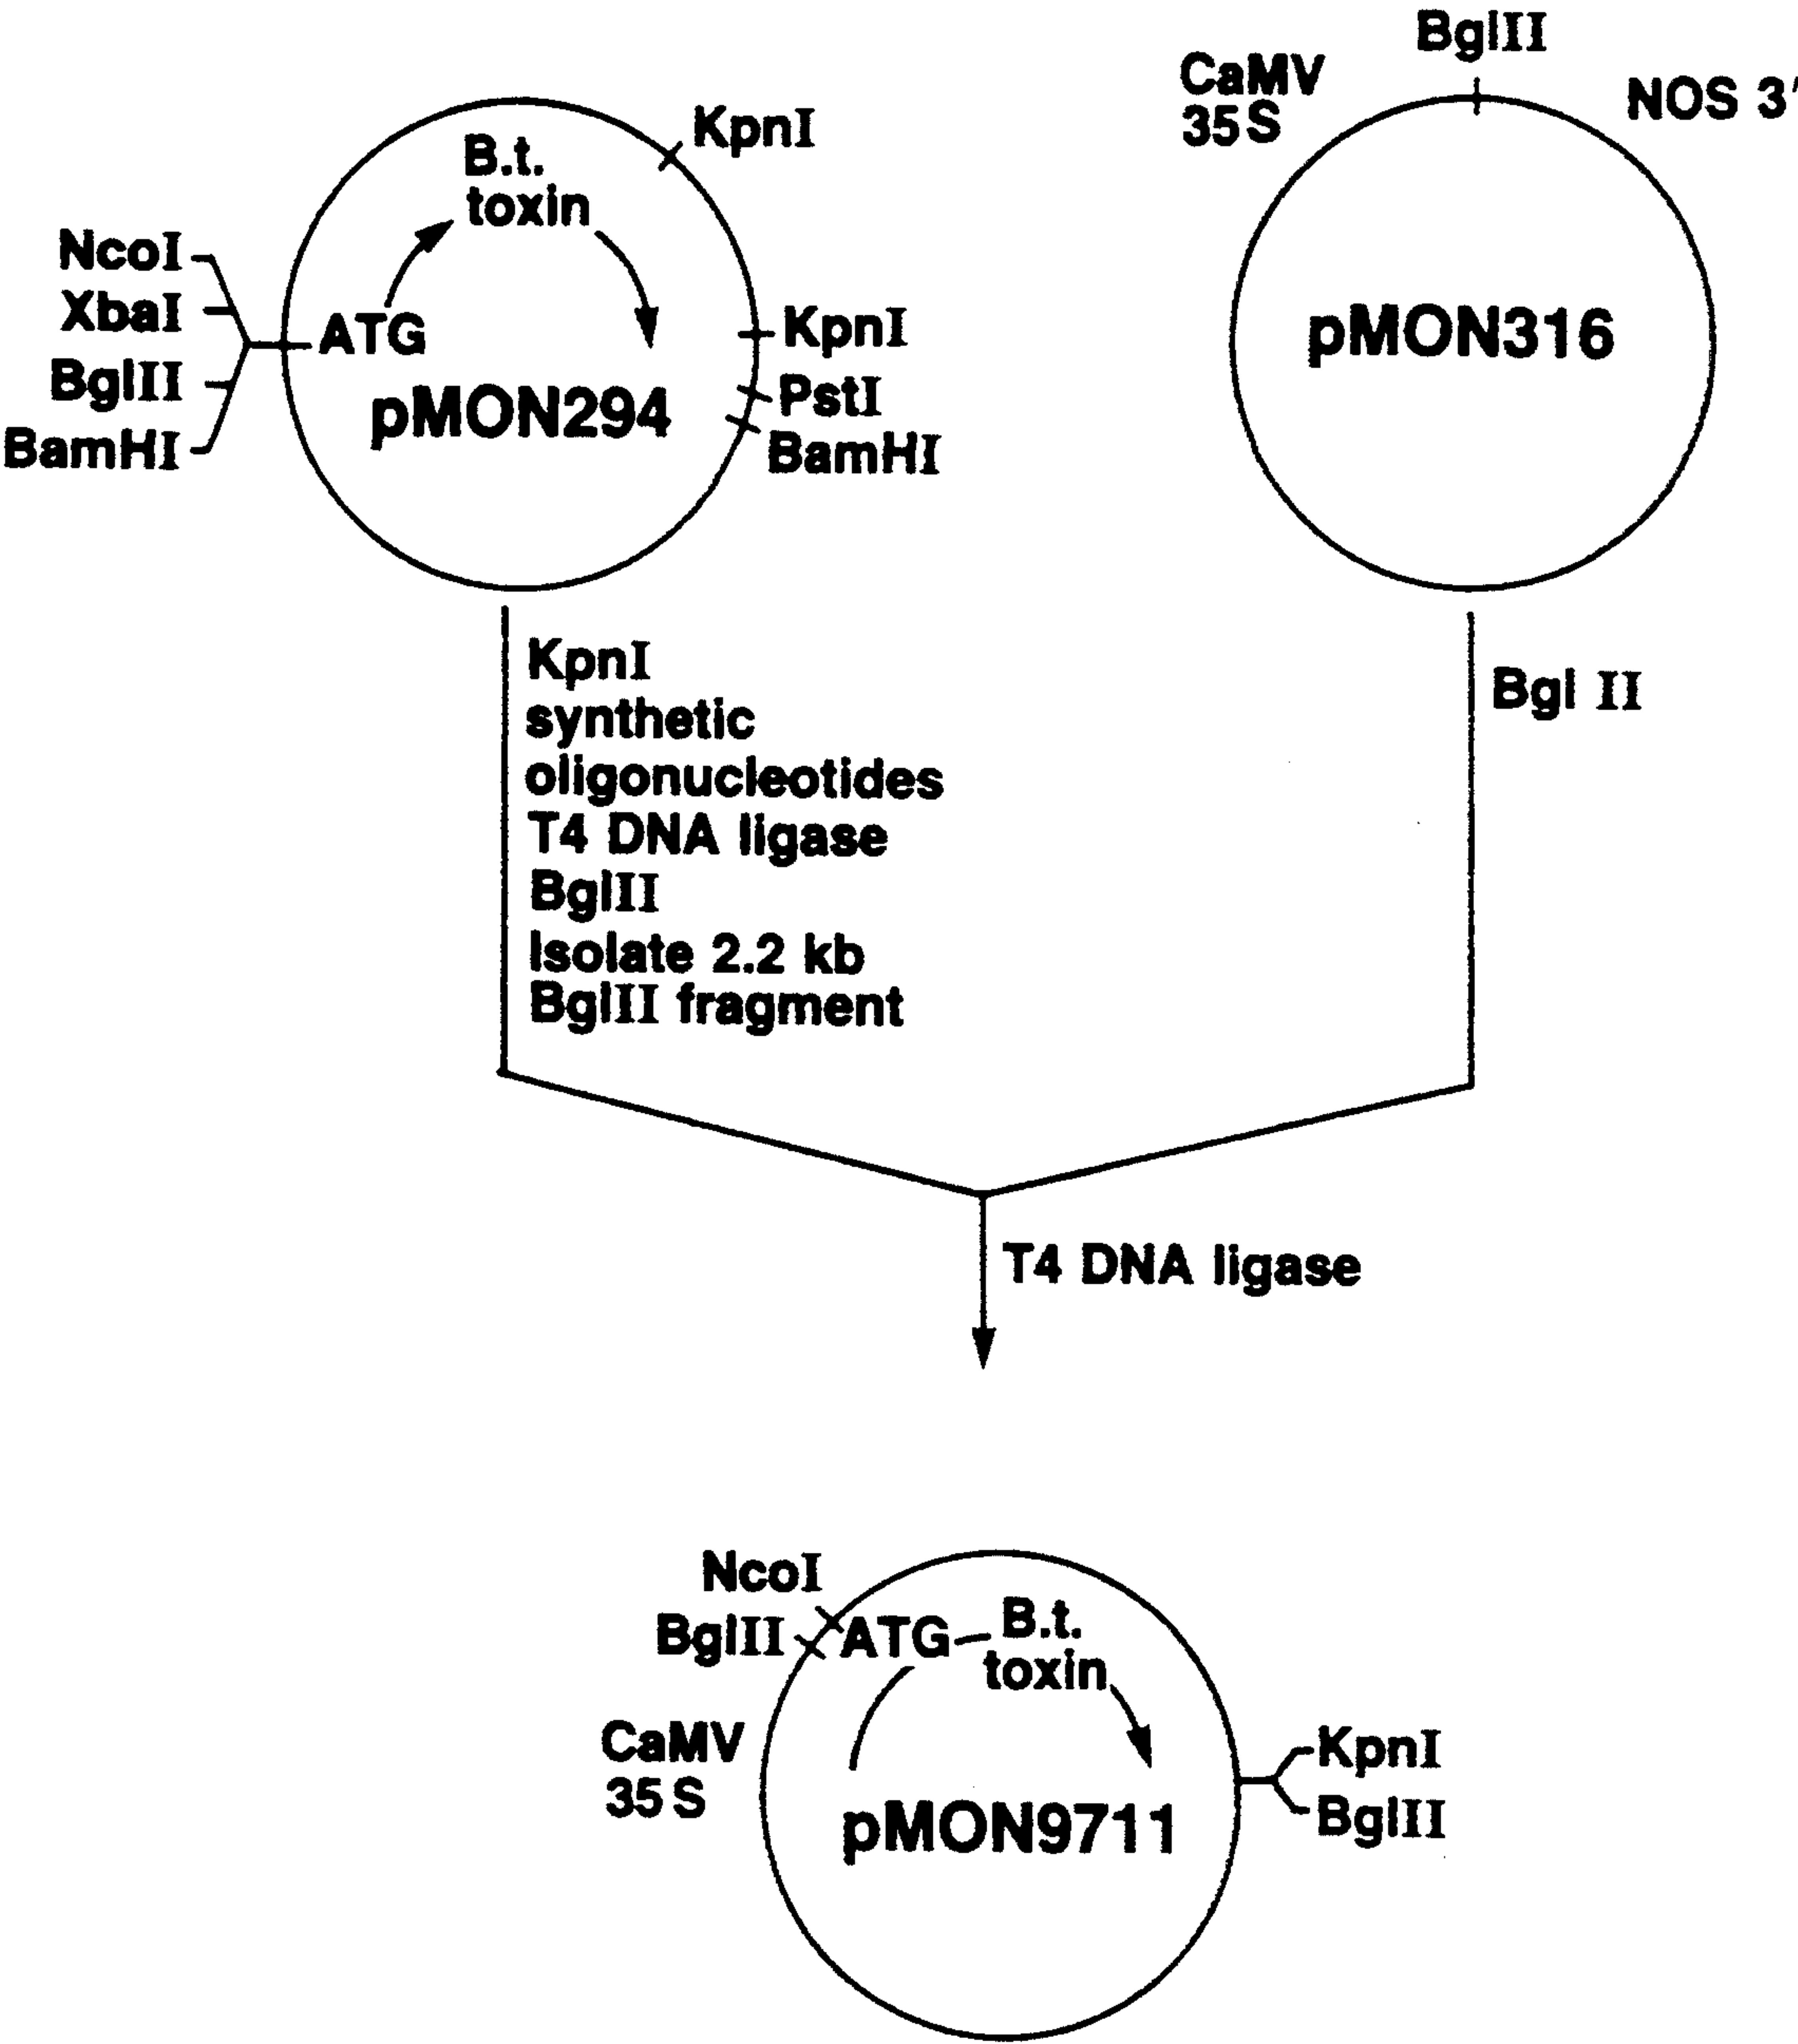 KpnI
B.t.
toxin
NcoI
XbaI
BglII
BamHI
ATG
KpnI
PstI
BamHI
pMON294
BglII
CaMV
35S
NOS 3'
pMON316
KpnI
synthetic
oligonucleotides
T4 DNA ligase
BglII
Isolate 2.2 kb
BglII fragment
Bgl II
T4 DNA ligase
NcoI
BglII
ATG
B.t.
toxin
CaMV
35S
KpnI
BglII
pMON9711